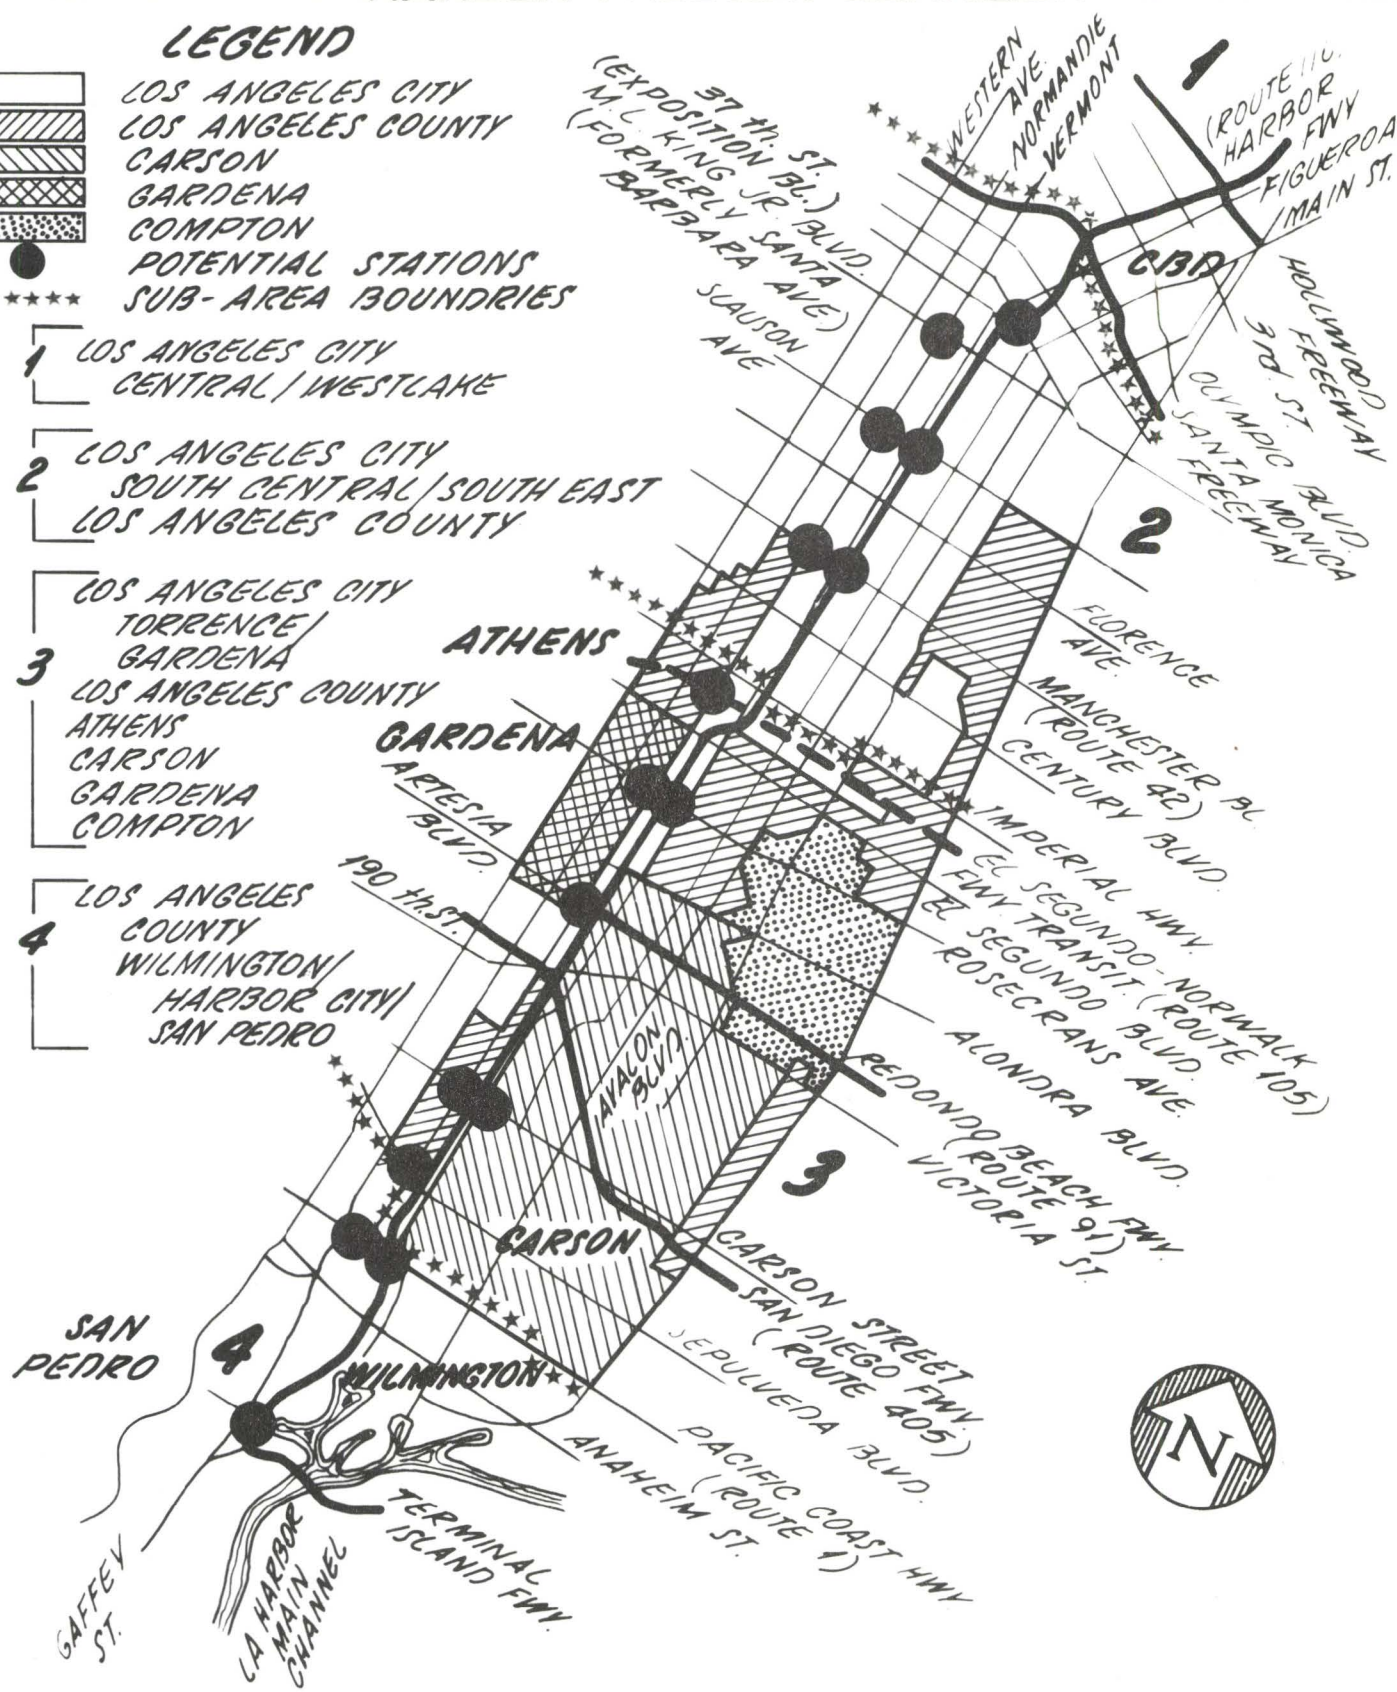 LEGEND
LOS ANGELES CITY
LOS ANGELES COUNTY
CARSON
GARDENA
COMPTON
POTENTIAL STATIONS
SUB-AREA BOUNDRIES
1
LOS ANGELES CITY
CENTRAL/WESTLAKE
2
LOS ANGELES CITY
SOUTH CENTRAL/SOUTH EAST
LOS ANGELES COUNTY
3
LOS ANGELES CITY
TORRENCE/
GARDENA
LOS ANGELES COUNTY
ATHENS
CARSON
GARDENA
COMPTON
4
LOS ANGELES
COUNTY
WILMINGTON/
HARBOR CITY/
SAN PEDRO
37 th. ST.
(EXPOSITION BL.)
M.L. KING JR. BLVD.
(FORMERLY SANTA
BARBARA AVE)
SLAUSON
AVE
WESTERN
AVE.
NORMANDIE
VERMONT
1
(ROUTE 110.
HARBOR
FWY
FIGUEROA
/MAIN ST.
CBD
HOLLYWOOD
FREEWAY
3rd. ST.
OLYMPIC BLVD.
SANTA MONICA
FREEWAY
2
FLORENCE
AVE.
MANCHESTER BL
(ROUTE 42)
CENTURY BLVD.
IMPERIAL HWY.
EL SEGUNDO-NORWALK
FWY. TRANSIT. (ROUTE 105)
EL SEGUNDO BLVD.
ROSECRANS AVE.
ALONDRA BLVD.
REDONDO BEACH FWY.
(ROUTE 91)
VICTORIA ST.
3
CARSON STREET
SAN DIEGO FWY.
(ROUTE 405)
SEPULVEDA BLVD.
PACIFIC COAST HWY
(ROUTE 1)
ANAHEIM ST.
ATHENS
GARDENA
ARTESIA
BLVD.
190 th. ST.
AVALON
BLVD.
CARSON
SAN
PEDRO
4
WILMINGTON
TERMINAL
ISLAND FWY.
LA HARBOR
MAIN
CHANNEL
GAFFEY
ST.
N